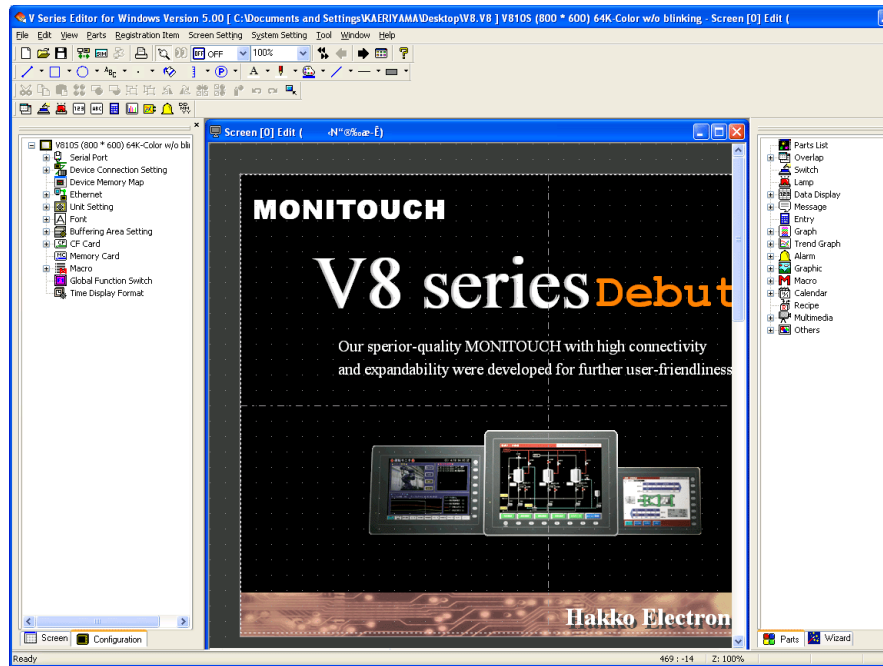 V Series Editor for Windows Version 5.00 [ C:\Documents and Settings\KAERIYAMA\Desktop\V8.V8 ] V810S (800 * 600) 64K-Color w/o blinking - Screen [0] Edit (
File Edit View Parts Registration Item Screen Setting System Setting Tool Window Help
OFF OFF 100%
ABC P A
123 ABC
Screen [0] Edit (
V810S (800 * 600) 64K-Color w/o bli
Serial Port
Device Connection Setting
Device Memory Map
Ethernet
Unit Setting
Font
Buffering Area Setting
CF Card
Memory Card
Macro
Global Function Switch
Time Display Format
MONITOUCH
V8 series Debut
Our sperior-quality MONITOUCH with high connectivity
and expandability were developed for further user-friendliness
Hakko Electron
Parts List
Overlap
Switch
Lamp
Data Display
Message
Entry
Graph
Trend Graph
Alarm
Graphic
Macro
Calendar
Recipe
Multimedia
Others
Screen Configuration
Parts Wizard
Ready 469 : -14 Z: 100%